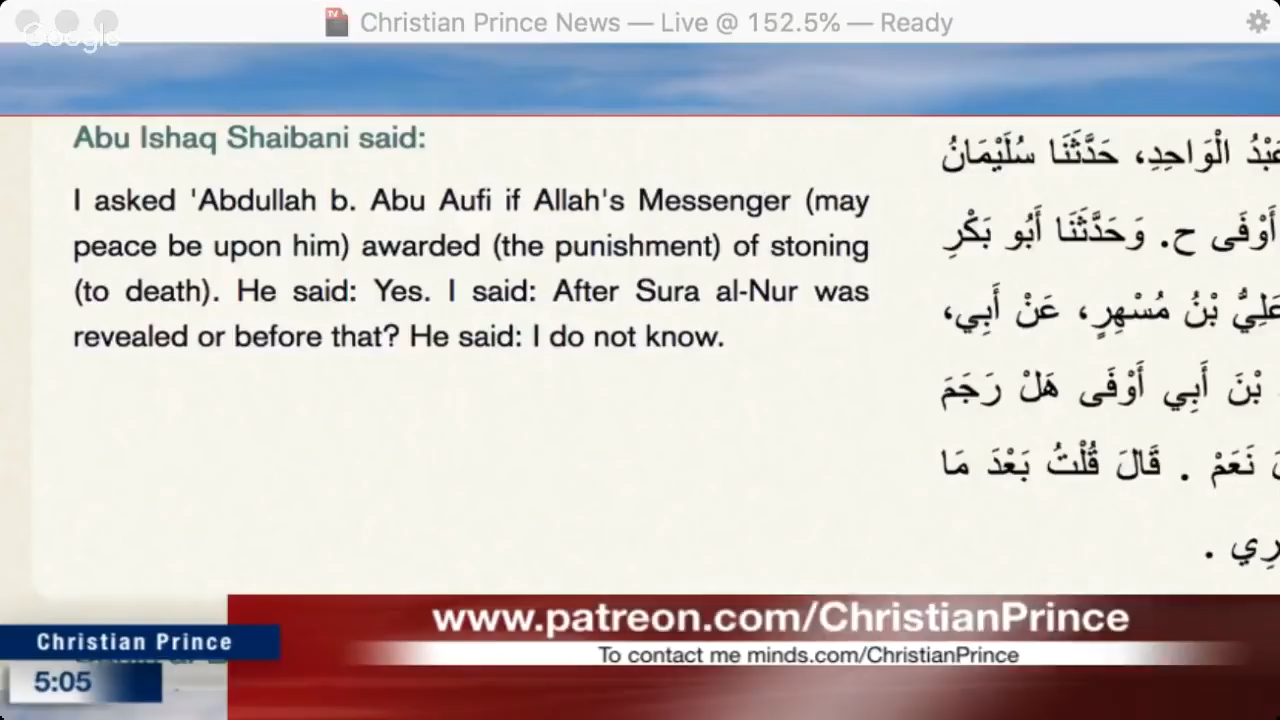 Google
Christian Prince News — Live @ 152.5% — Ready
Abu Ishaq Shaibani said:
I asked 'Abdullah b. Abu Aufi if Allah's Messenger (may
peace be upon him) awarded (the punishment) of stoning
(to death). He said: Yes. I said: After Sura al-Nur was
revealed or before that? He said: I do not know.
الْوَاحِدِ، حَدَّثَنَا سُلَيْمَانُ
أَوْفَى ح. وَحَدَّثَنَا أَبُو بَكْرِ
بْنُ مُسْهِرٍ، عَنْ أَبِي،
بْنَ أَبِي أَوْفَى هَلْ رَجَمَ
نَعَمْ . قَالَ قُلْتُ بَعْدَ مَا
www.patreon.com/ChristianPrince
To contact me minds.com/ChristianPrince
Christian Prince
5:05